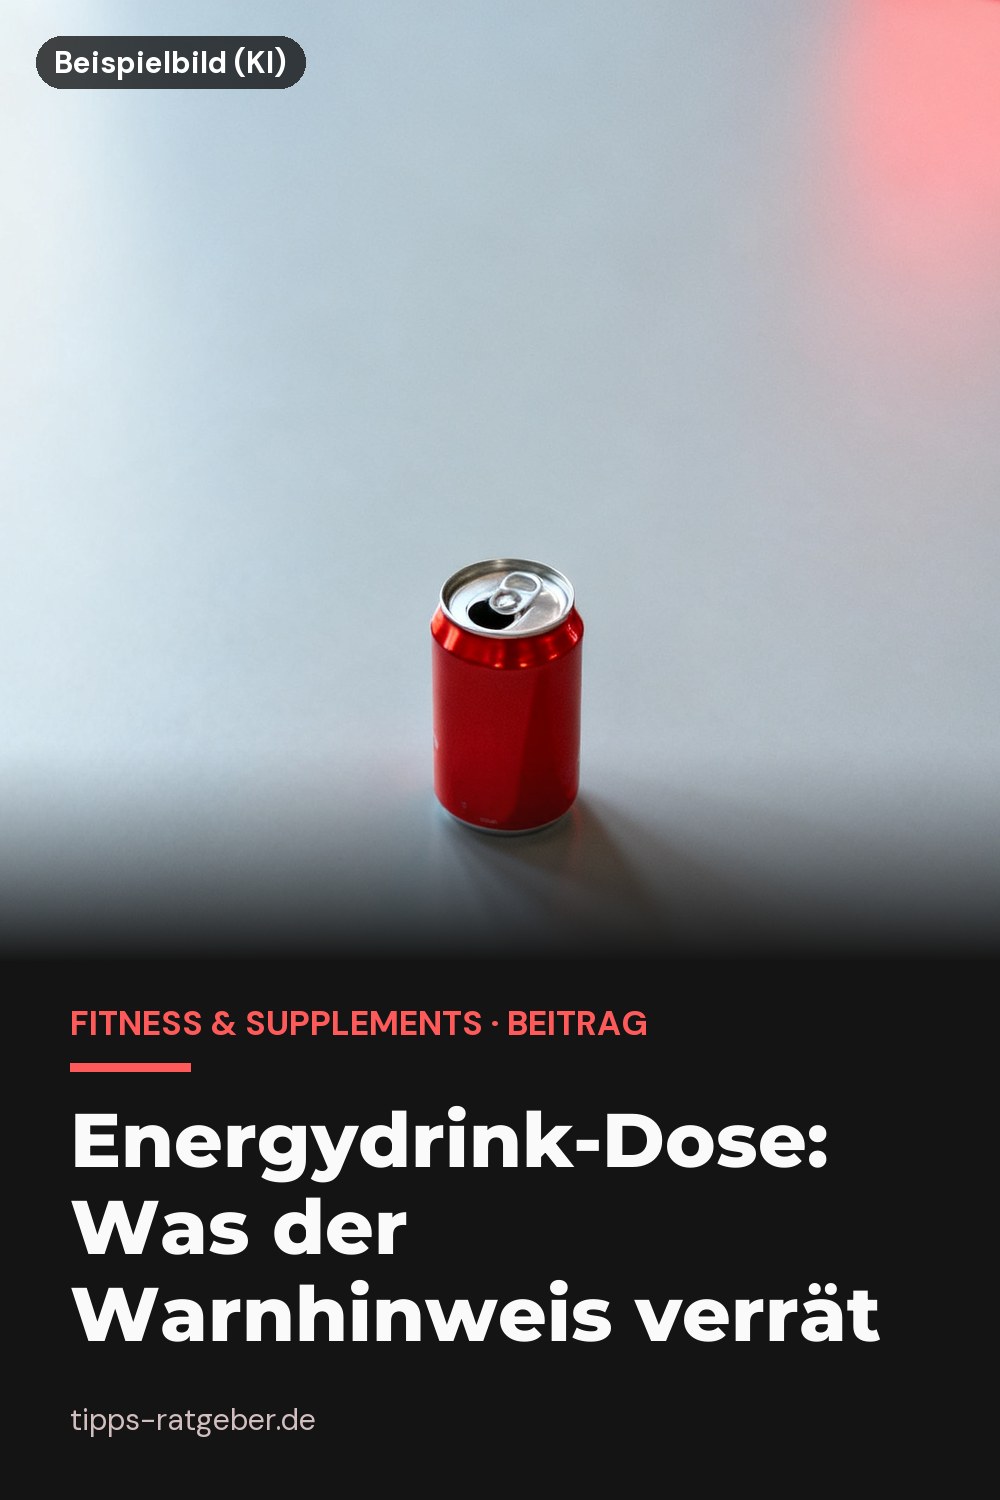 Beispielbild (KI)
FITNESS & SUPPLEMENTS · BEITRAG
Energydrink-Dose:
Was der
Warnhinweis verrät
tipps-ratgeber.de